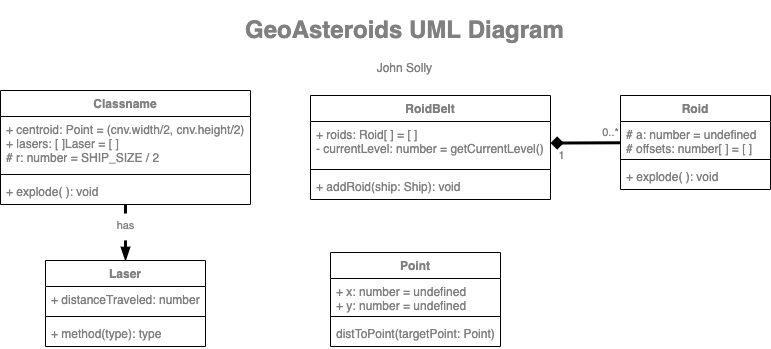 GeoAsteroids UML Diagram
John Solly
Classname
+ centroid: Point = (cnv.width/2, cnv.height/2)
+ lasers: [ ]Laser = [ ]
# r: number = SHIP_SIZE / 2
+ explode( ): void
has
Laser
+ distanceTraveled: number
+ method(type): type
RoidBelt
+ roids: Roid[ ] = [ ]
- currentLevel: number = getCurrentLevel()
+ addRoid(ship: Ship): void
1
0..*
Roid
# a: number = undefined
# offsets: number[ ] = [ ]
+ explode( ): void
Point
+ x: number = undefined
+ y: number = undefined
distToPoint(targetPoint: Point)